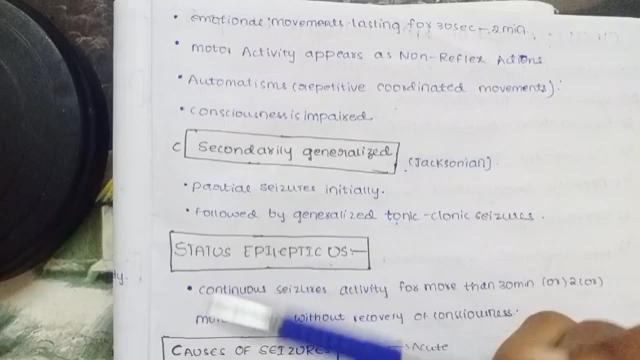 • emotional movements lasting for 30sec - 2min.
• motor Activity appears as Non-Reflex Actions
• Automatisms (repetitive coordinated movements).
• consciousness is impaired.
c Secondarily generalized (Jacksonian).
• Partial seizures initially.
• followed by generalized tonic-clonic seizures.
STATUS EPILEPTICUS:-
• continuous seizures activity for more than 30min (or) 2 (or)
without recovery of conciousness.
CAUSES OF SEIZURE Acute